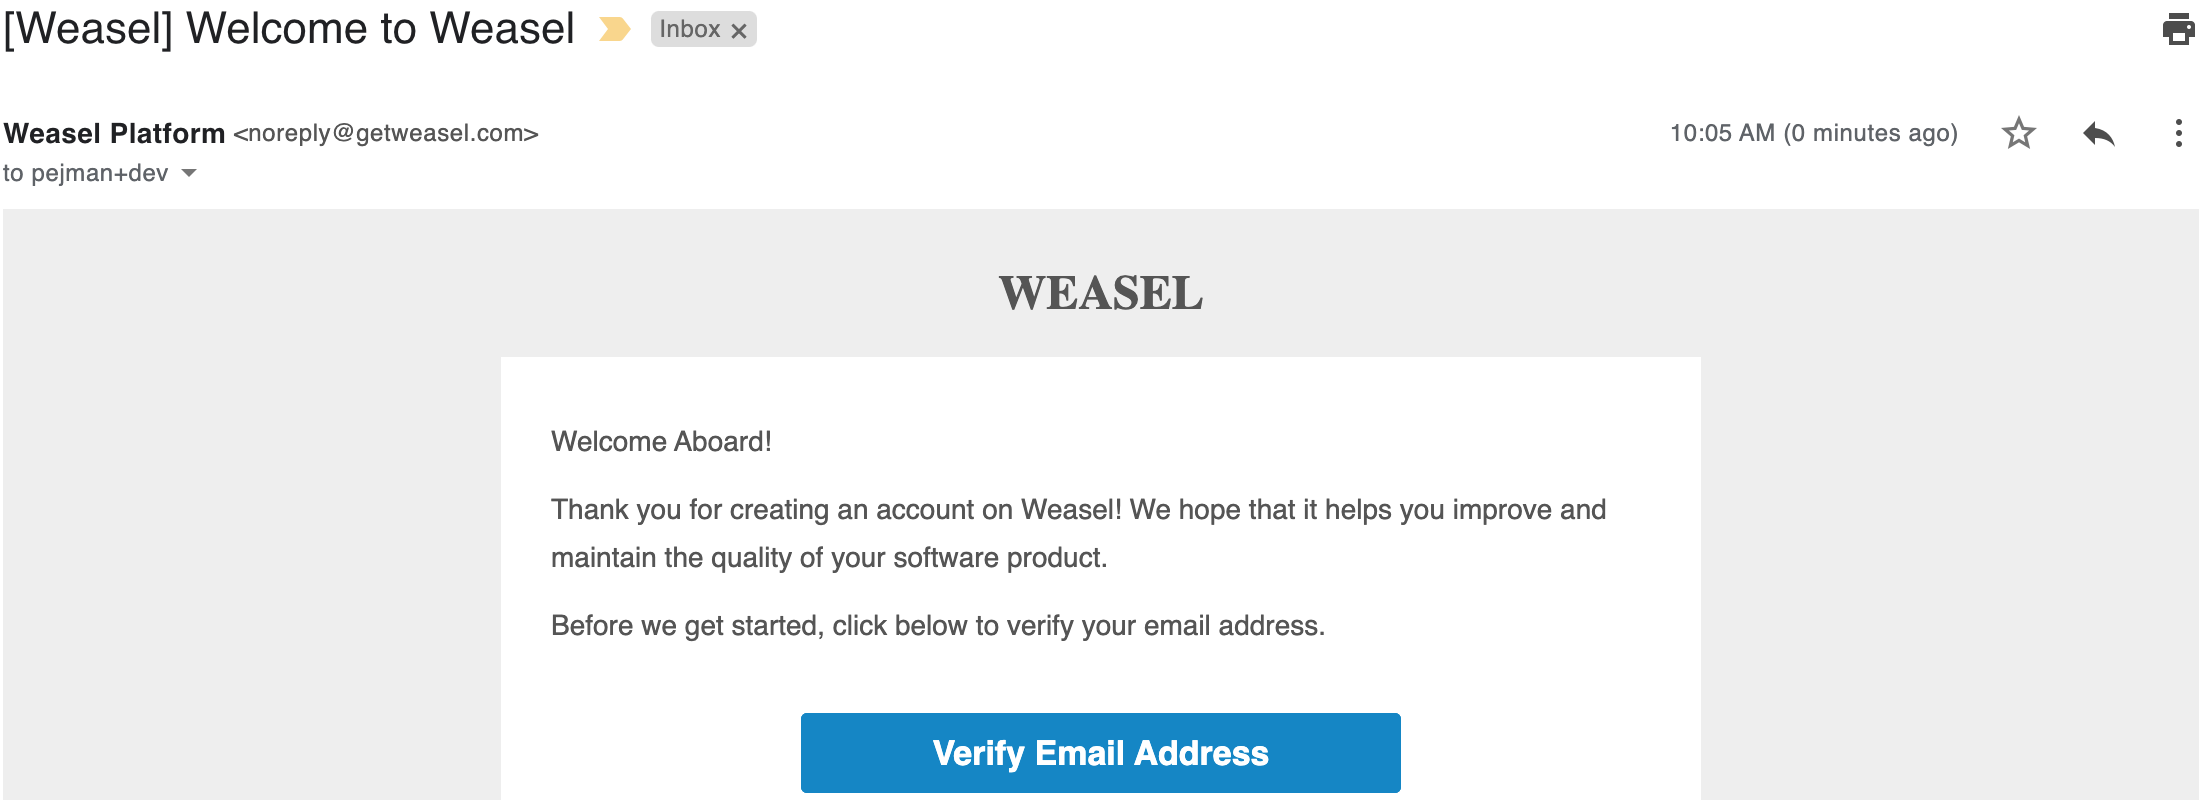 [Weasel] Welcome to Weasel Inbox ×
Weasel Platform <noreply@getweasel.com> 10:05 AM (0 minutes ago)
to pejman+dev
WEASEL
Welcome Aboard!
Thank you for creating an account on Weasel! We hope that it helps you improve and
maintain the quality of your software product.
Before we get started, click below to verify your email address.
Verify Email Address